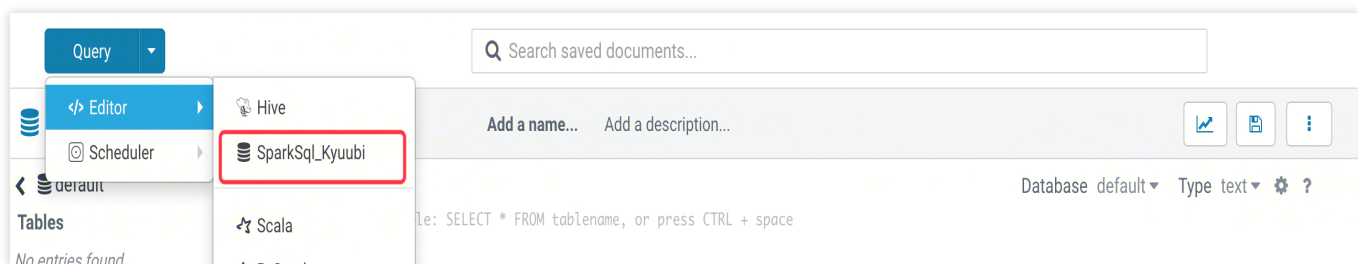 Query
Search saved documents...
</> Editor
Hive
Add a name... Add a description...
Scheduler
SparkSql_Kyuubi
default
Database default Type text ?
Tables
Scala
le: SELECT * FROM tablename, or press CTRL + space
No entries found